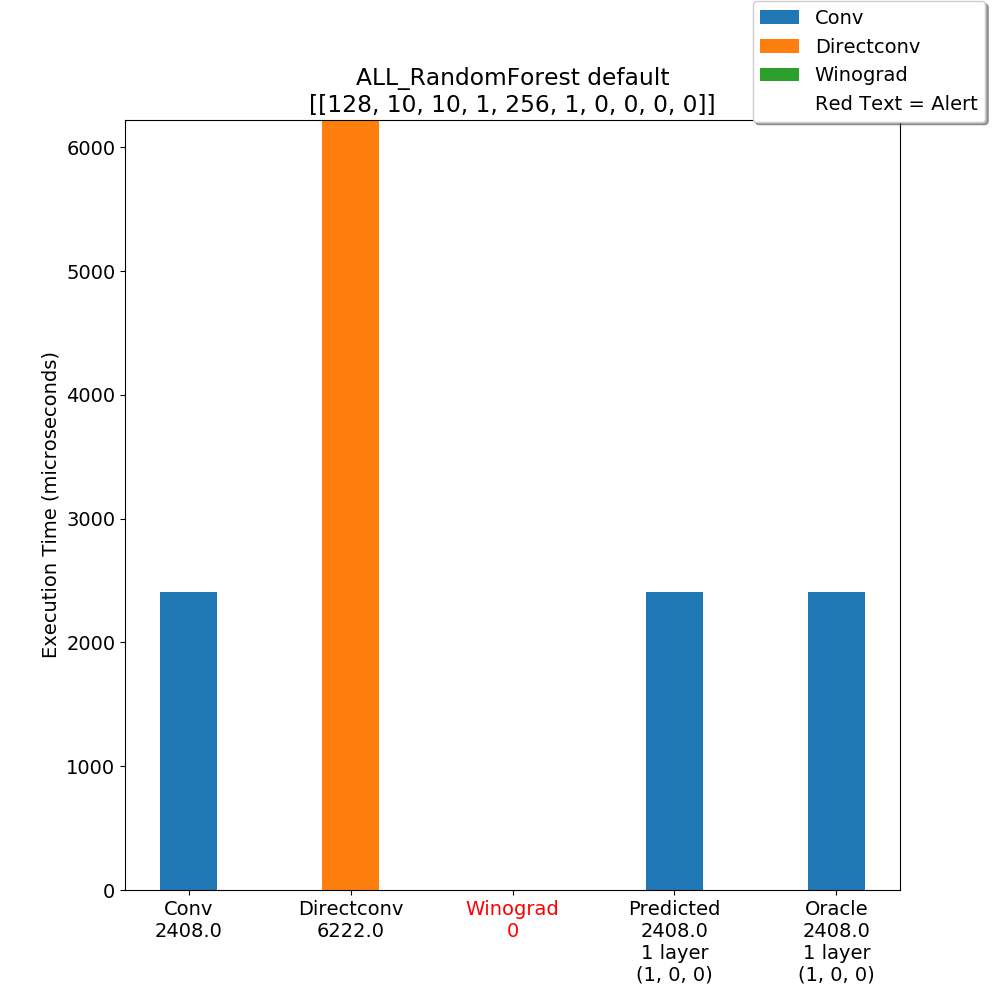 Conv
Directconv
Winograd
Red Text = Alert
ALL_RandomForest default
[[128, 10, 10, 1, 256, 1, 0, 0, 0, 0]]
Execution Time (microseconds)
6000
5000
4000
3000
2000
1000
0
Conv
2408.0
Directconv
6222.0
Winograd
0
Predicted
2408.0
1 layer
(1, 0, 0)
Oracle
2408.0
1 layer
(1, 0, 0)